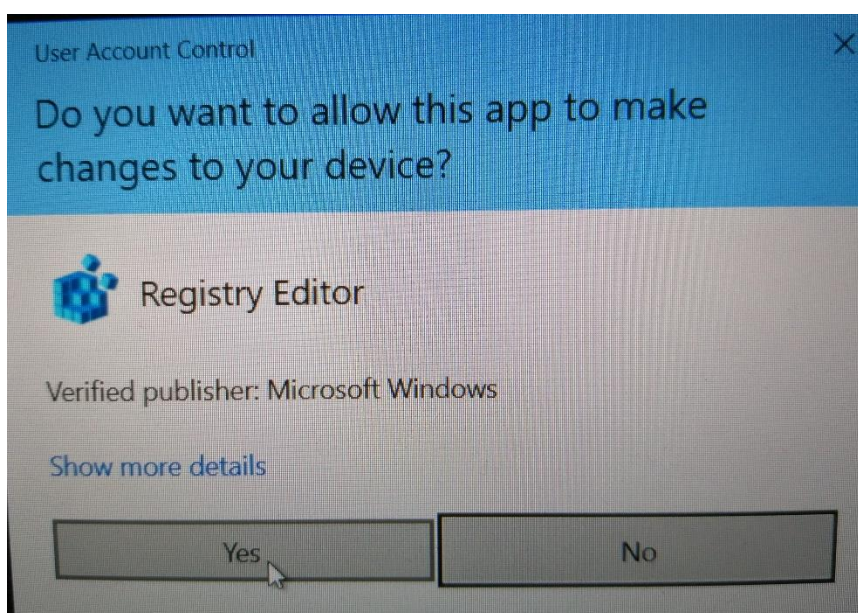 User Account Control
Do you want to allow this app to make
changes to your device?
Registry Editor
Verified publisher: Microsoft Windows
Show more details
Yes
No